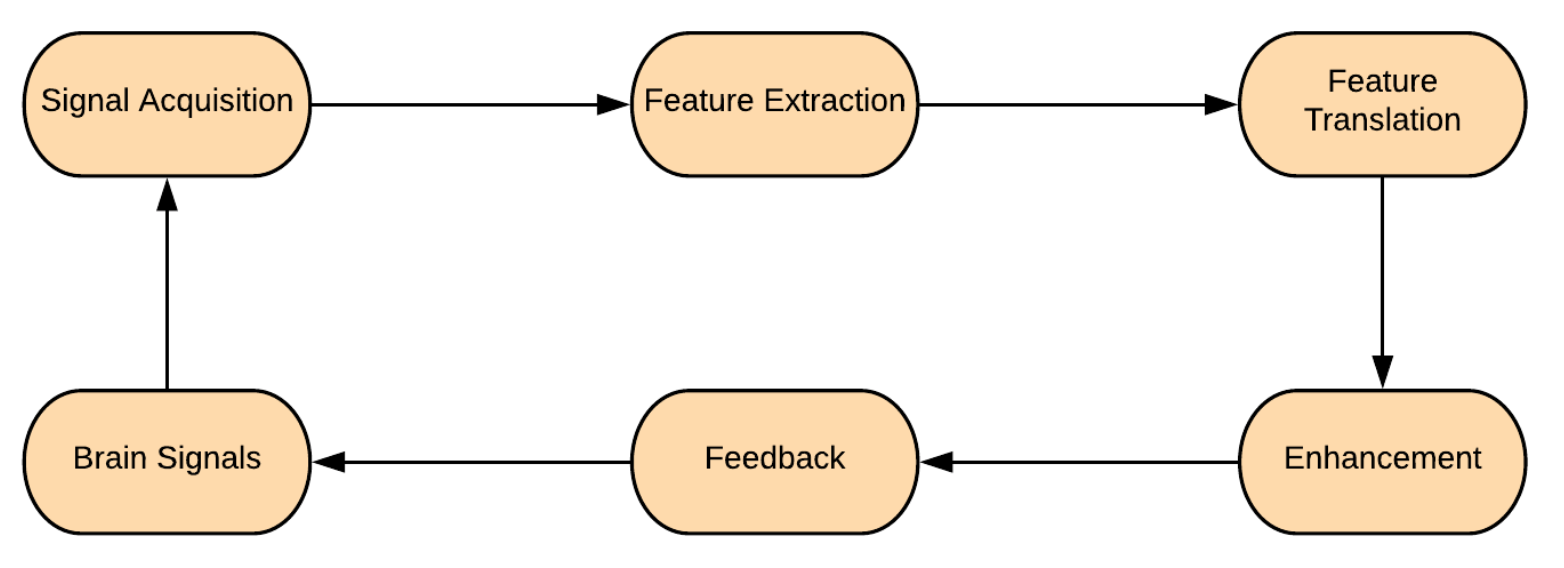 Signal Acquisition
Feature Extraction
Feature
Translation
Brain Signals
Feedback
Enhancement